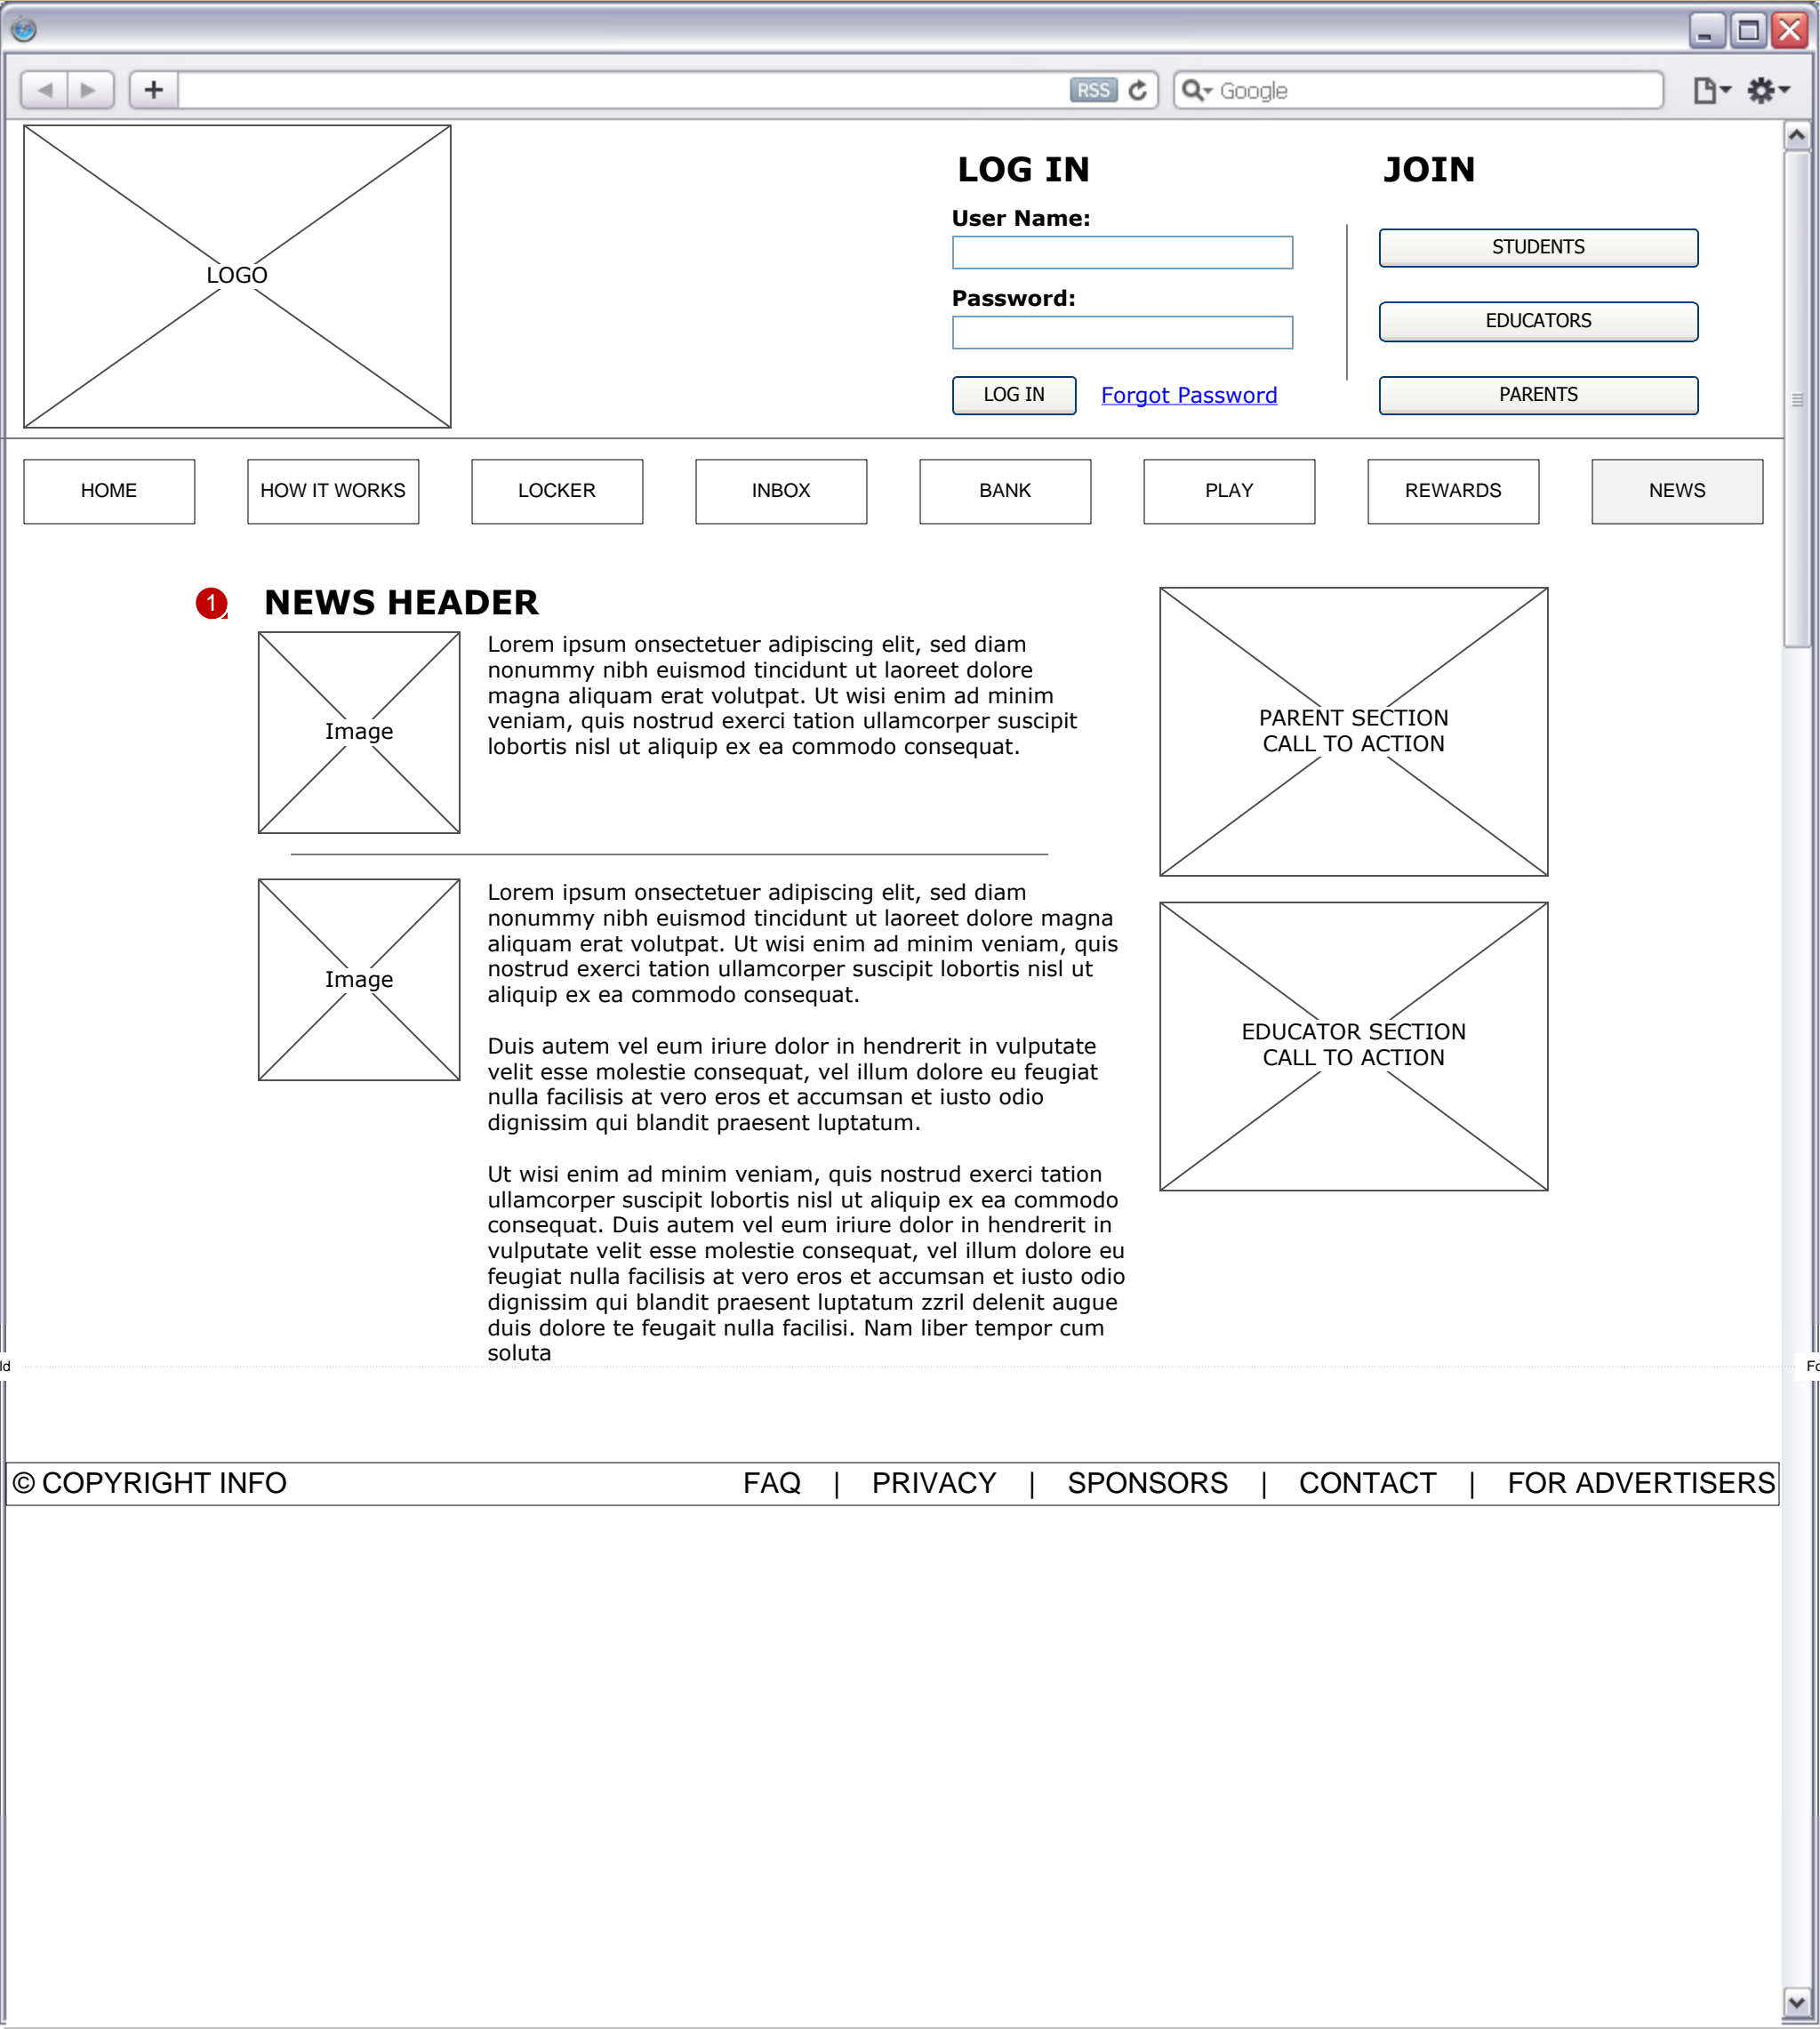 RSS
Google
LOGO
LOG IN
User Name:
Password:
LOG IN Forgot Password
JOIN
STUDENTS
EDUCATORS
PARENTS
HOME HOW IT WORKS LOCKER INBOX BANK PLAY REWARDS NEWS
1 NEWS HEADER
Image
Lorem ipsum onsectetuer adipiscing elit, sed diam
nonummy nibh euismod tincidunt ut laoreet dolore
magna aliquam erat volutpat. Ut wisi enim ad minim
veniam, quis nostrud exerci tation ullamcorper suscipit
lobortis nisl ut aliquip ex ea commodo consequat.
Image
Lorem ipsum onsectetuer adipiscing elit, sed diam
nonummy nibh euismod tincidunt ut laoreet dolore magna
aliquam erat volutpat. Ut wisi enim ad minim veniam, quis
nostrud exerci tation ullamcorper suscipit lobortis nisl ut
aliquip ex ea commodo consequat.
Duis autem vel eum iriure dolor in hendrerit in vulputate
velit esse molestie consequat, vel illum dolore eu feugiat
nulla facilisis at vero eros et accumsan et iusto odio
dignissim qui blandit praesent luptatum.
Ut wisi enim ad minim veniam, quis nostrud exerci tation
ullamcorper suscipit lobortis nisl ut aliquip ex ea commodo
consequat. Duis autem vel eum iriure dolor in hendrerit in
vulputate velit esse molestie consequat, vel illum dolore eu
feugiat nulla facilisis at vero eros et accumsan et iusto odio
dignissim qui blandit praesent luptatum zzril delenit augue
duis dolore te feugait nulla facilisi. Nam liber tempor cum
soluta
PARENT SECTION
CALL TO ACTION
EDUCATOR SECTION
CALL TO ACTION
© COPYRIGHT INFO FAQ | PRIVACY | SPONSORS | CONTACT | FOR ADVERTISERS